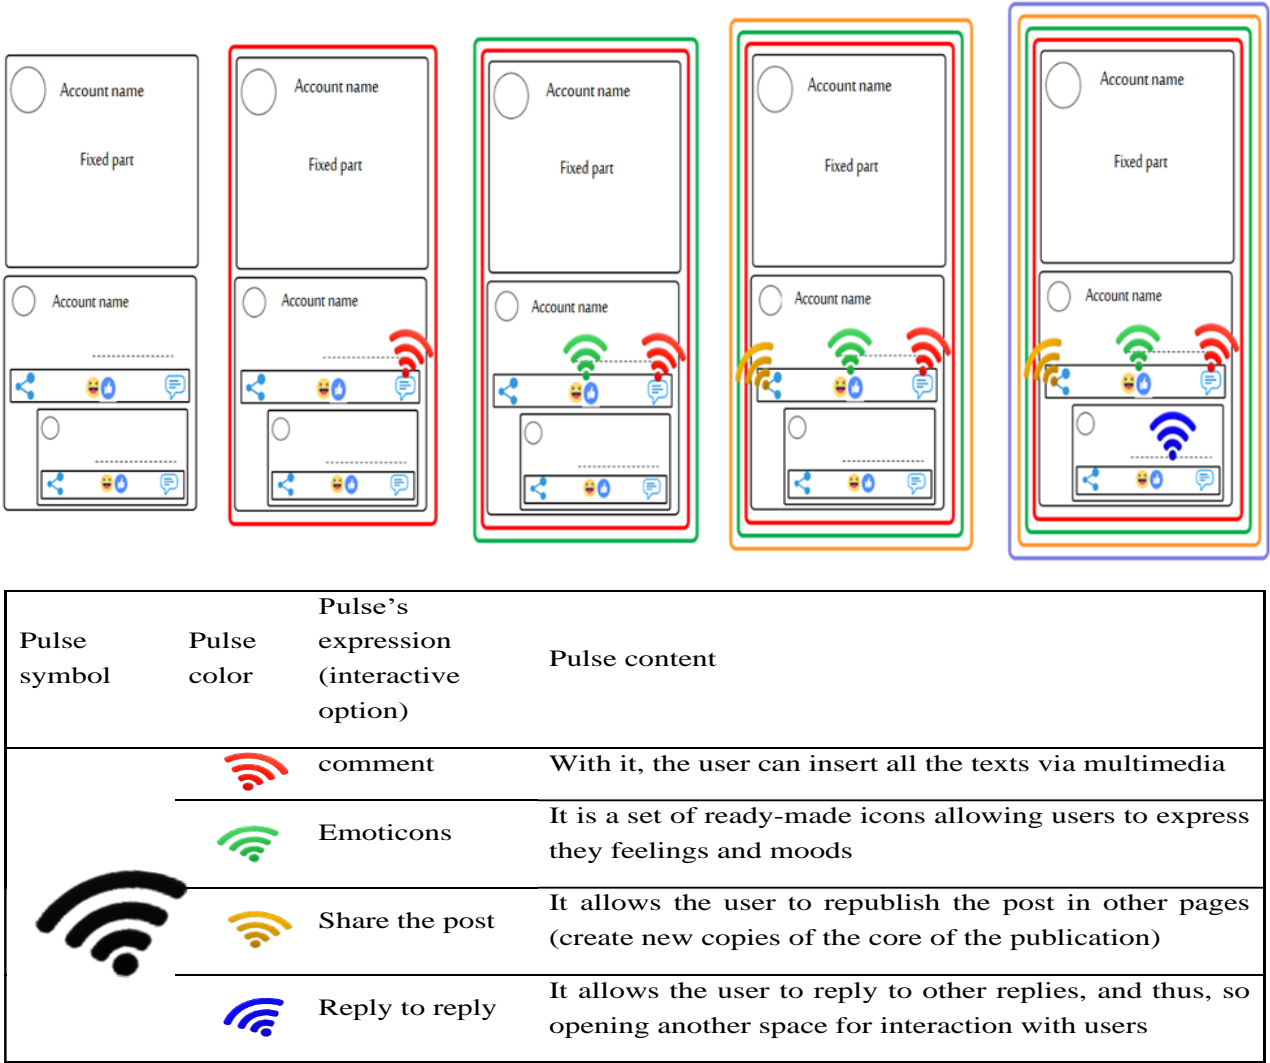 Account name
Fixed part
Account name
Account name
Fixed part
Account name
Account name
Fixed part
Account name
Account name
Fixed part
Account name
Account name
Fixed part
Account name
Pulse symbol
Pulse color
Pulse's expression (interactive option)
Pulse content
comment
With it, the user can insert all the texts via multimedia
Emoticons
It is a set of ready-made icons allowing users to express
they feelings and moods
Share the post
It allows the user to republish the post in other pages
(create new copies of the core of the publication)
Reply to reply
It allows the user to reply to other replies, and thus, so
opening another space for interaction with users